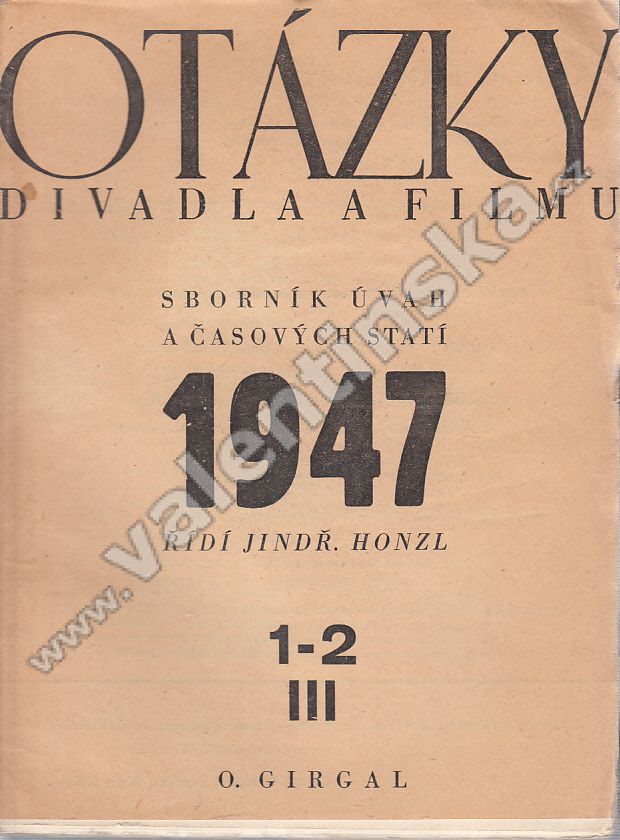 OTÁZKY
DIVADLA A FILMU
SBORNÍK ÚVAH
A ČASOVÝCH STATÍ
1947
ŘÍDÍ JINDŘ. HONZL
1-2
III
O. GIRGAL
www.valentinska.cz